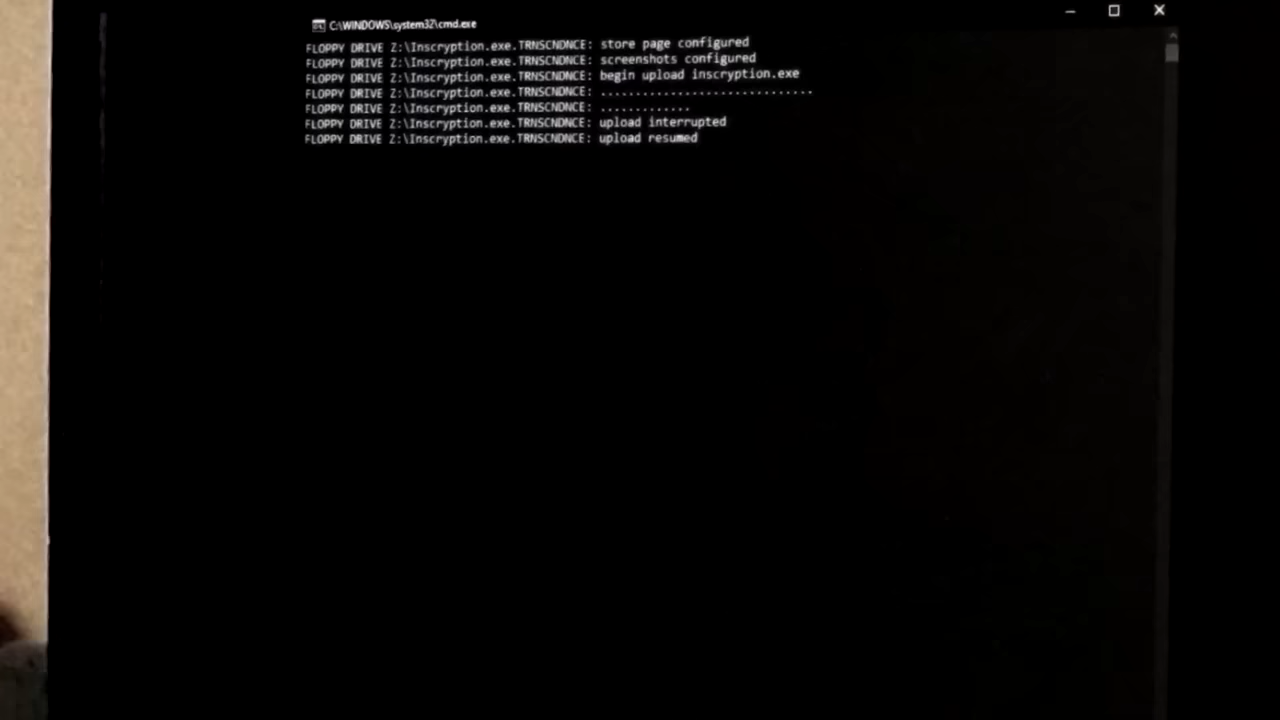 C:\WINDOWS\system32\cmd.exe
FLOPPY DRIVE Z:\Inscryption.exe.TRNSCNDNCE: store page configured
FLOPPY DRIVE Z:\Inscryption.exe.TRNSCNDNCE: screenshots configured
FLOPPY DRIVE Z:\Inscryption.exe.TRNSCNDNCE: begin upload inscryption.exe
FLOPPY DRIVE Z:\Inscryption.exe.TRNSCNDNCE: ..............................
FLOPPY DRIVE Z:\Inscryption.exe.TRNSCNDNCE: .............
FLOPPY DRIVE Z:\Inscryption.exe.TRNSCNDNCE: upload interrupted
FLOPPY DRIVE Z:\Inscryption.exe.TRNSCNDNCE: upload resumed